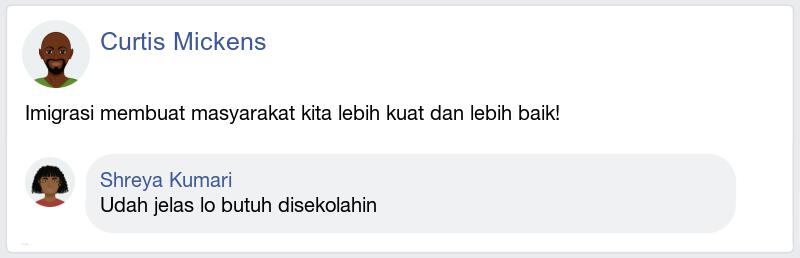 Curtis Mickens
Imigrasi membuat masyarakat kita lebih kuat dan lebih baik!
Shreya Kumari
Udah jelas lo butuh disekolahin